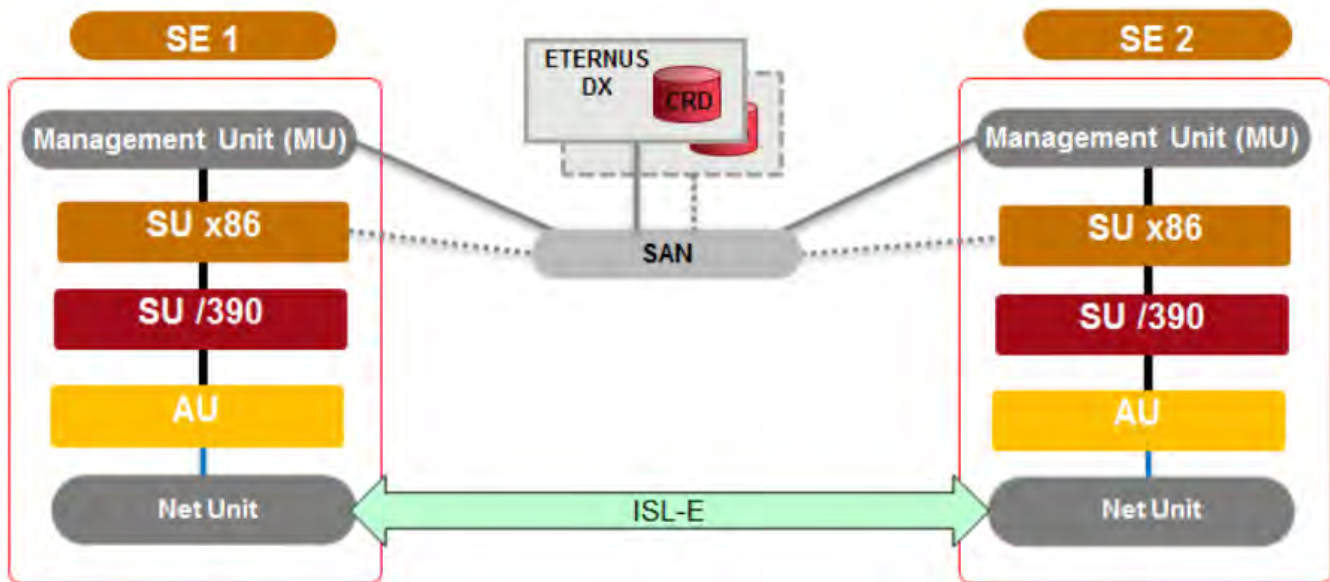 SE 1
SE 2
ETERNUS
DX
CRD
Management Unit (MU)
Management Unit (MU)
SU x86
SU x86
SAN
SU /390
SU /390
AU
AU
Net Unit
ISL-E
Net Unit